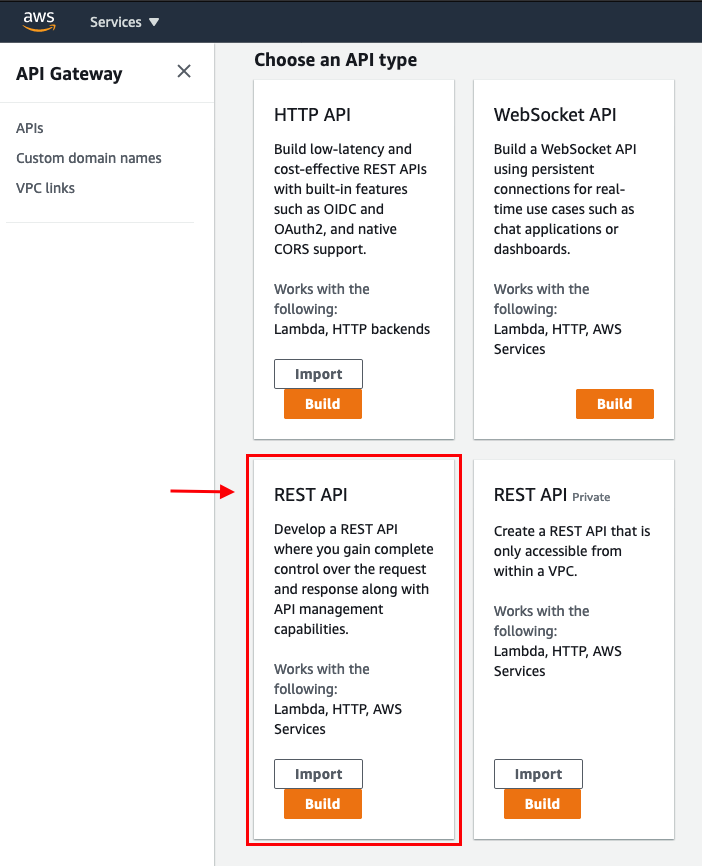 aws
Services ▼
API Gateway
APIs
Custom domain names
VPC links
Choose an API type
HTTP API
Build low-latency and
cost-effective REST APIs
with built-in features
such as OIDC and
OAuth2, and native
CORS support.
Works with the
following:
Lambda, HTTP backends
Import
Build
WebSocket API
Build a WebSocket API
using persistent
connections for real-
time use cases such as
chat applications or
dashboards.
Works with the
following:
Lambda, HTTP, AWS
Services
Build
REST API
Develop a REST API
where you gain complete
control over the request
and response along with
API management
capabilities.
Works with the
following:
Lambda, HTTP, AWS
Services
Import
Build
REST API Private
Create a REST API that is
only accessible from
within a VPC.
Works with the
following:
Lambda, HTTP, AWS
Services
Import
Build